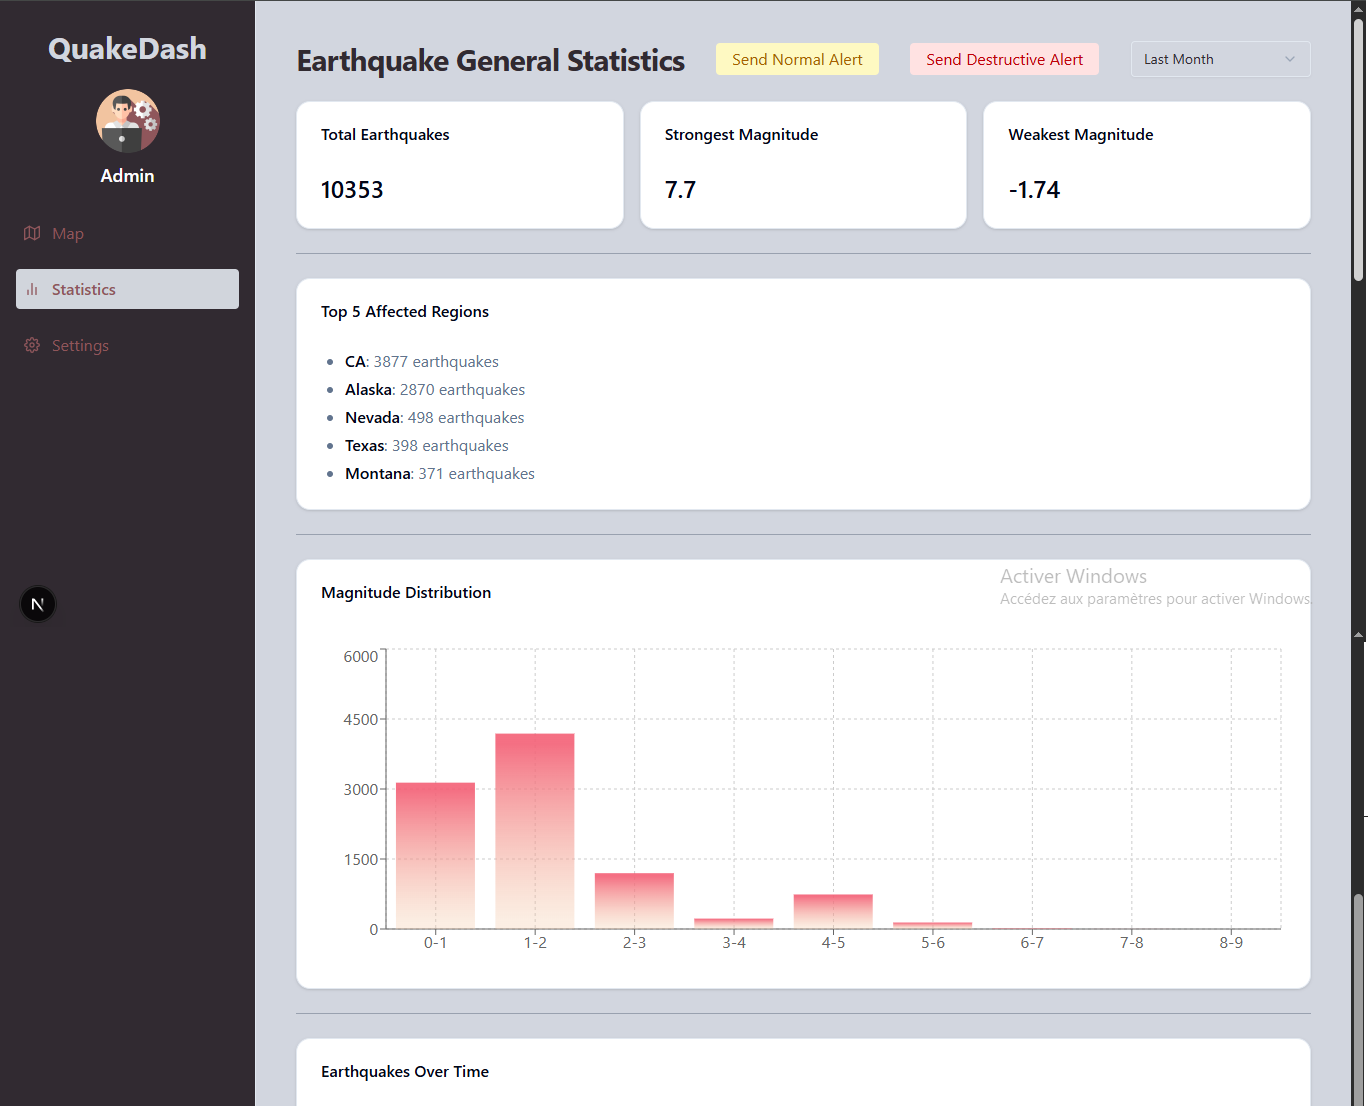 QuakeDash
Admin
Map
Statistics
Settings
N
Earthquake General Statistics
Send Normal Alert
Send Destructive Alert
Last Month
Total Earthquakes
10353
Strongest Magnitude
7.7
Weakest Magnitude
-1.74
Top 5 Affected Regions
CA: 3877 earthquakes
Alaska: 2870 earthquakes
Nevada: 498 earthquakes
Texas: 398 earthquakes
Montana: 371 earthquakes
Magnitude Distribution
Activer Windows
Accédez aux paramètres pour activer Windows.
6000
4500
3000
1500
0
0-1 1-2 2-3 3-4 4-5 5-6 6-7 7-8 8-9
Earthquakes Over Time